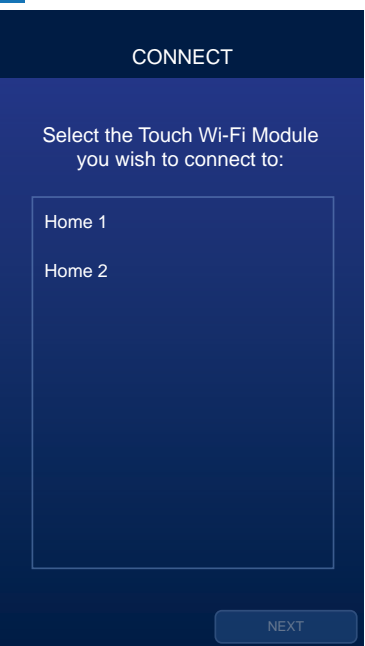 CONNECT
Select the Touch Wi-Fi Module
you wish to connect to:
Home 1
Home 2
NEXT